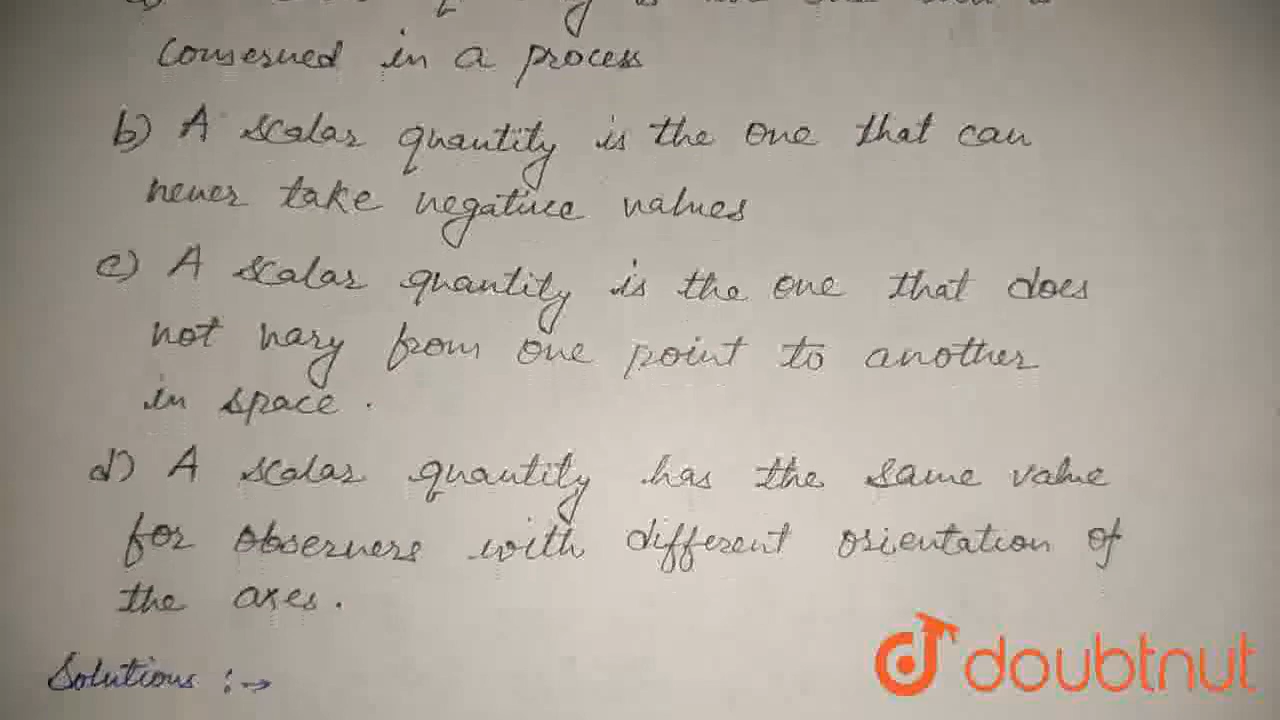 conserved in a process
b) A scalar quantity is the one that can
never take negative values
c) A scalar quantity is the one that does
not vary from one point to another
in space.
d) A scalar quantity has the same value
for observers with different orientation of
the axes.
Solutions :→
doubtnut